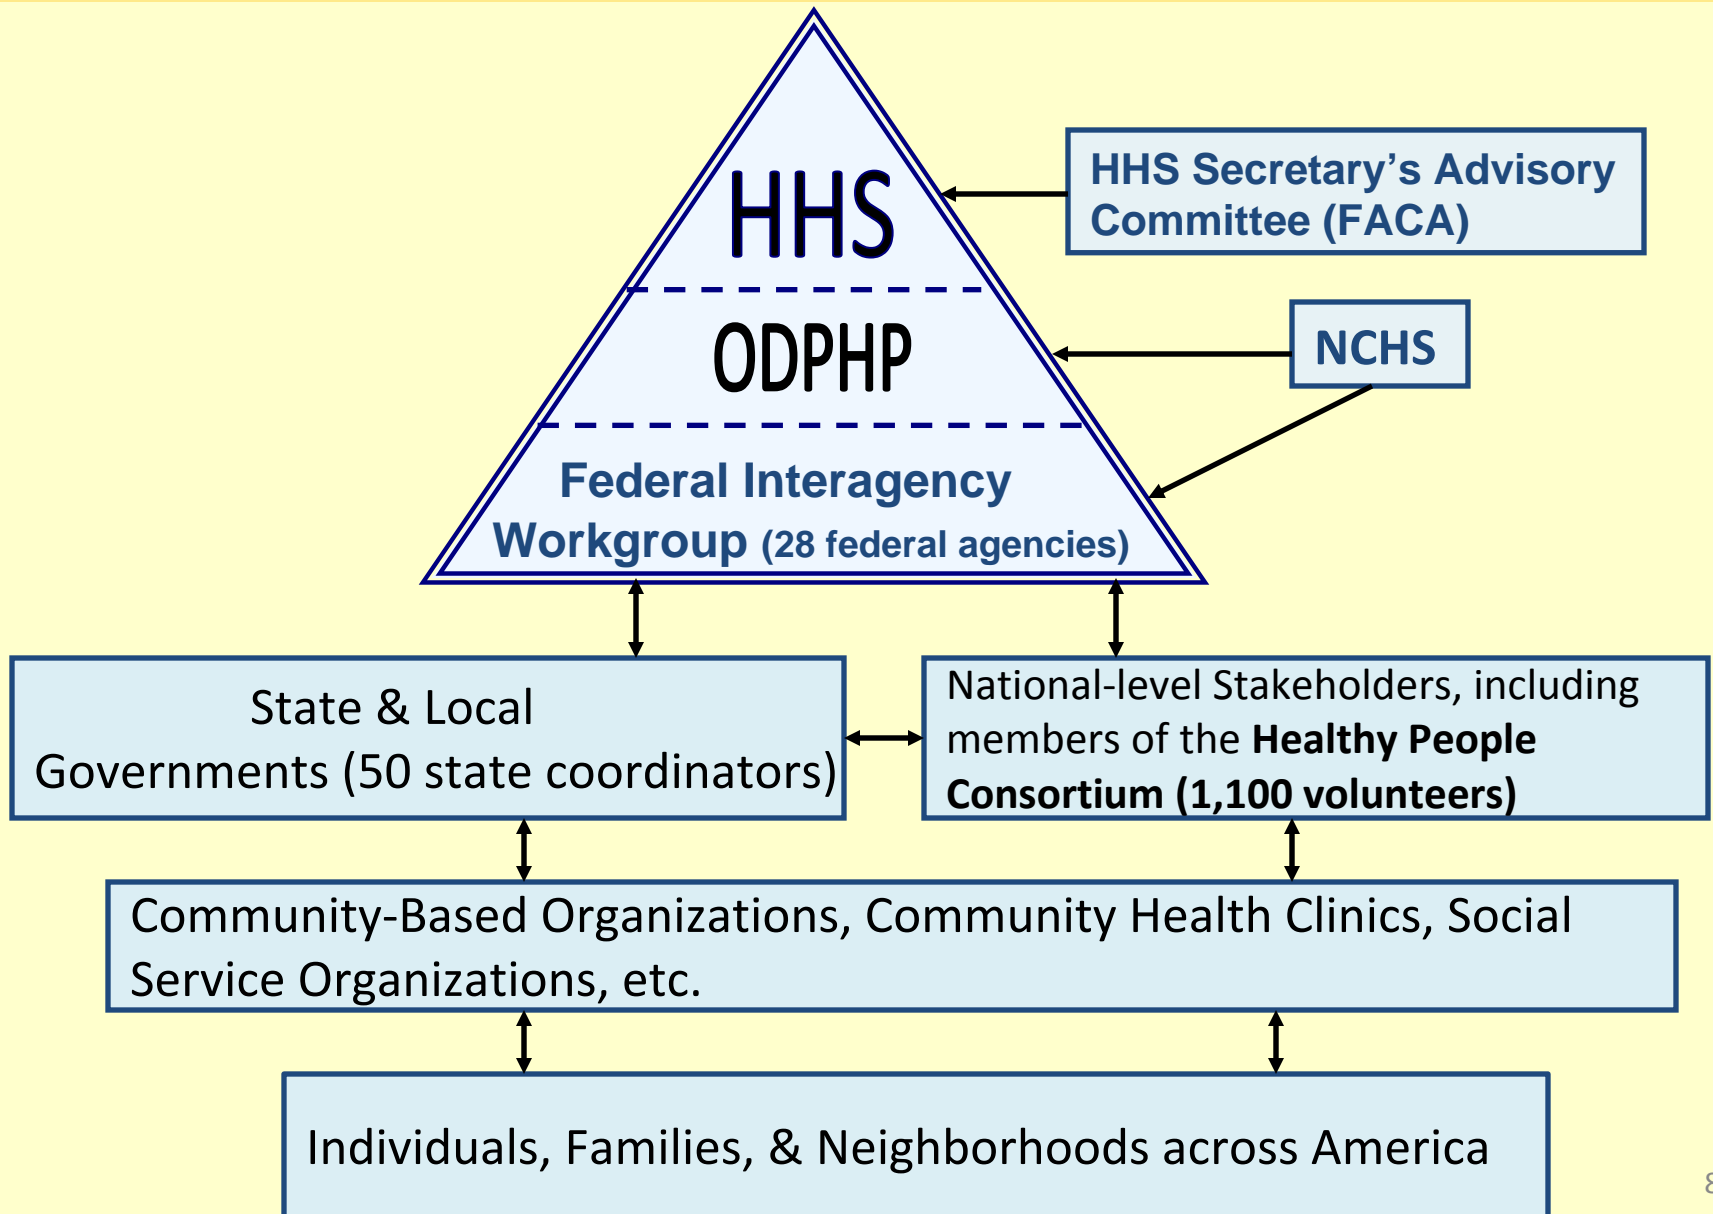 HHS
HHS Secretary’s Advisory
Committee (FACA)
ODPHP
NCHS
Federal Interagency
Workgroup (28 federal agencies)
State & Local
Governments (50 state coordinators)
National-level Stakeholders, including
members of the Healthy People
Consortium (1,100 volunteers)
Community-Based Organizations, Community Health Clinics, Social
Service Organizations, etc.
Individuals, Families, & Neighborhoods across America
8